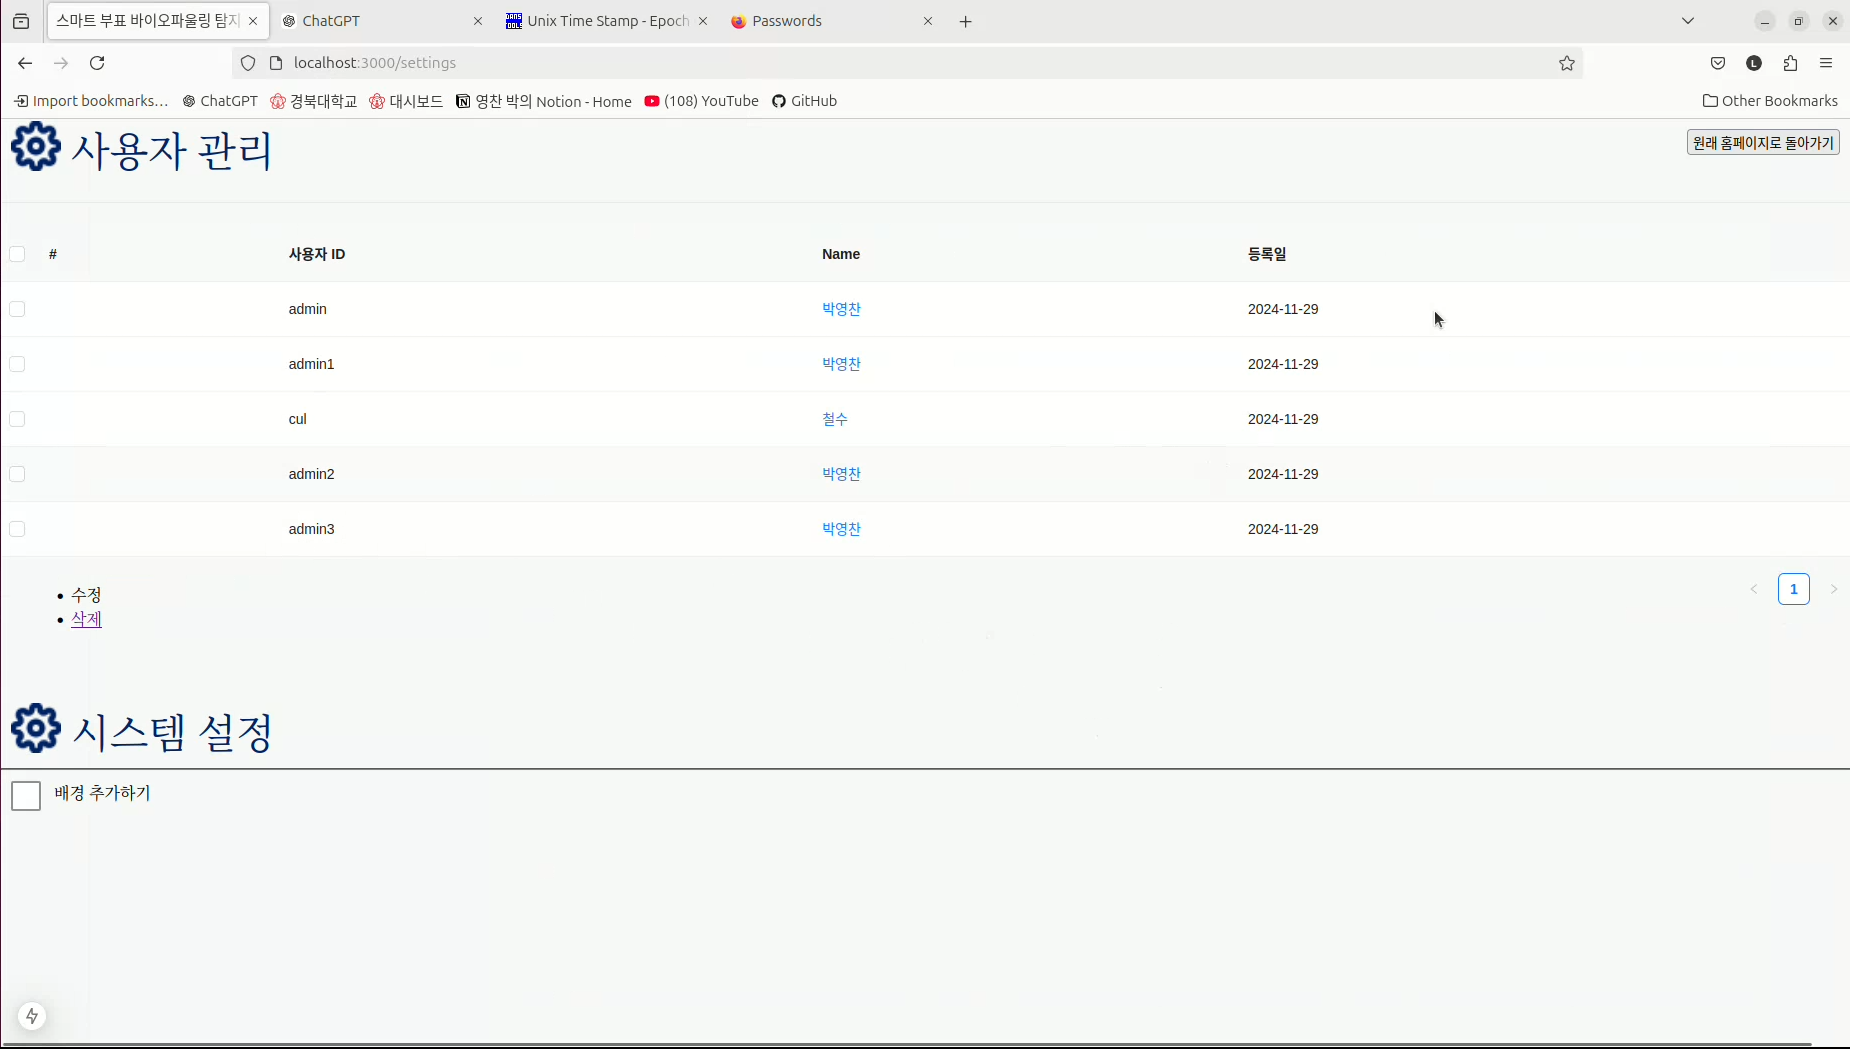 스마트 부표 바이오파울링 탐지
ChatGPT
Unix Time Stamp - Epoch
Passwords
localhost:3000/settings
L
Import bookmarks...
ChatGPT
경북대학교
대시보드
영찬 박의 Notion - Home
(108) YouTube
GitHub
Other Bookmarks
사용자 관리
원래 홈페이지로 돌아가기
# 사용자 ID Name 등록일
admin 박영찬 2024-11-29
admin1 박영찬 2024-11-29
cul 철수 2024-11-29
admin2 박영찬 2024-11-29
admin3 박영찬 2024-11-29
< 1 >
• 수정
• 삭제
시스템 설정
배경 추가하기